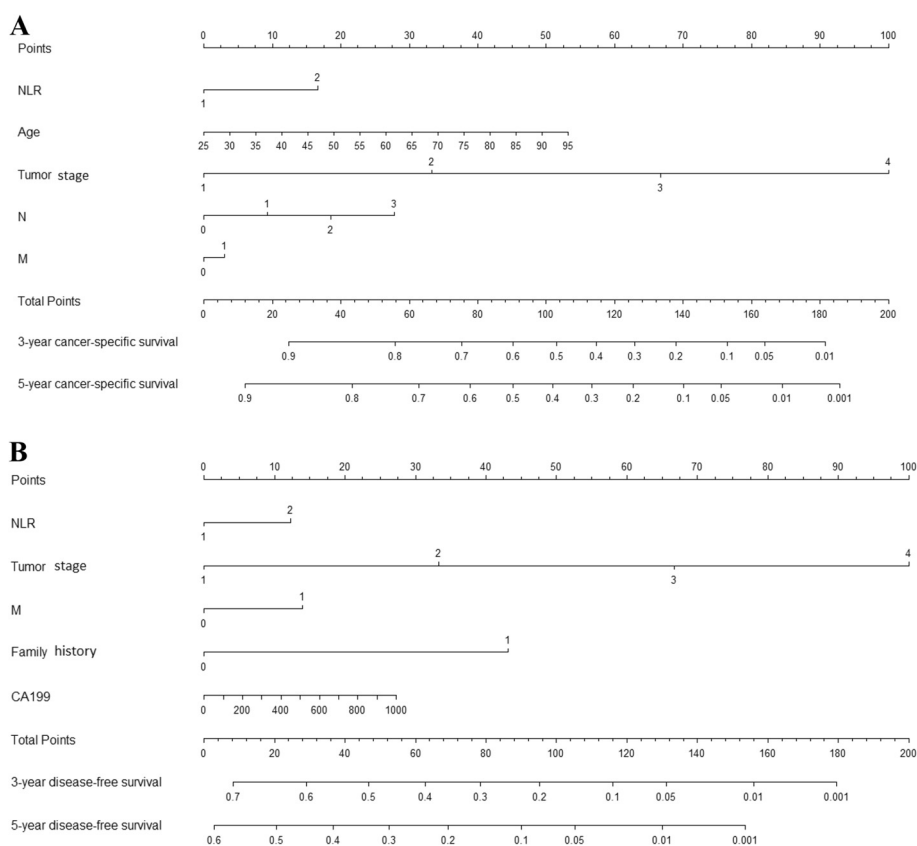 A
Points
0 10 20 30 40 50 60 70 80 90 100
NLR
2
1
Age
25 30 35 40 45 50 55 60 65 70 75 80 85 90 95
Tumor stage
2 4
1 3
N
1 3
0 2
M
1
0
Total Points
0 20 40 60 80 100 120 140 160 180 200
3-year cancer-specific survival
0.9 0.8 0.7 0.6 0.5 0.4 0.3 0.2 0.1 0.05 0.01
5-year cancer-specific survival
0.9 0.8 0.7 0.6 0.5 0.4 0.3 0.2 0.1 0.05 0.01 0.001
B
0 10 20 30 40 50 60 70 80 90 100
Points
NLR
2
1
Tumor stage
2 4
1 3
M
1
0
Family history
1
0
CA199
0 200 400 600 800 1000
Total Points
0 20 40 60 80 100 120 140 160 180 200
3-year disease-free survival
0.7 0.6 0.5 0.4 0.3 0.2 0.1 0.05 0.01 0.001
5-year disease-free survival
0.6 0.5 0.4 0.3 0.2 0.1 0.05 0.01 0.001